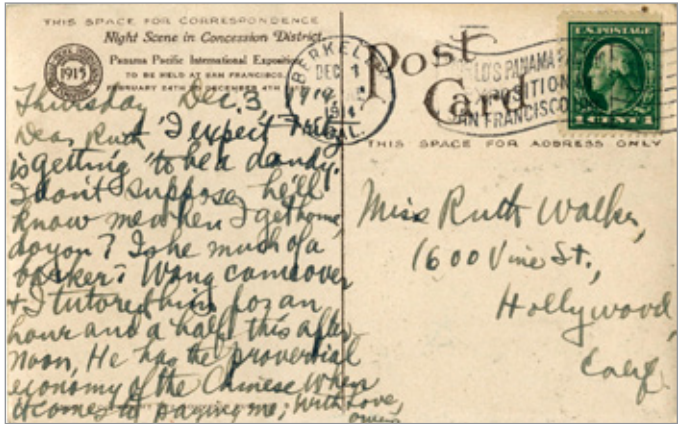 THIS SPACE FOR CORRESPONDENCE
Night Scene in Concession District.
Panama Pacific International Exposition
TO BE HELD AT SAN FRANCISCO,
FEBRUARY 20TH TO DECEMBER 4TH
1915
Thursday Dec. 3,
Dear Ruth - I expect
is getting to be a dandy.
I don't suppose he'll
know me when I get home,
do you? Is he much of a
barker? Wang came over
& I tutored him for an
hour and a half this after
noon, He has the proverbial
economy of the Chinese when
it comes to paying me, With love,
Owen
BERKELEY
DEC
1914
CAL.
WORLD'S PANAMA
EXPOSITION
SAN FRANCISCO
Post
Card
U.S. POSTAGE
1 CENT 1
THIS SPACE FOR ADDRESS ONLY
Miss Ruth Walker,
1600 Vine St.,
Hollywood,
Calif.